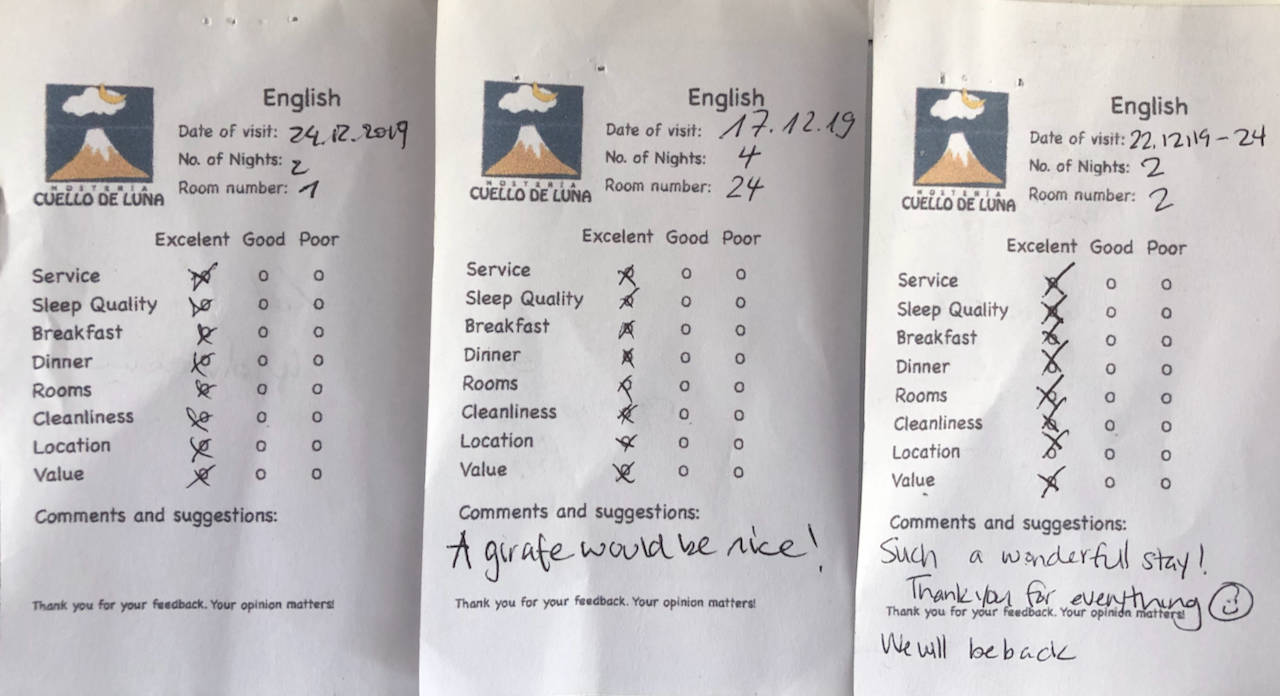 English
Date of visit: 24.12.2019
No. of Nights: 2
Room number: 1
HOSTERÍA
CUELLO DE LUNA
Excelent Good Poor
Service
Sleep Quality
Breakfast
Dinner
Rooms
Cleanliness
Location
Value
Comments and suggestions:
Thank you for your feedback. Your opinion matters!
English
Date of visit: 17.12.19
No. of Nights: 4
Room number: 24
HOSTERÍA
CUELLO DE LUNA
Excelent Good Poor
Service
Sleep Quality
Breakfast
Dinner
Rooms
Cleanliness
Location
Value
Comments and suggestions:
A girafe would be nice!
Thank you for your feedback. Your opinion matters!
English
Date of visit: 22.12.19 - 24
No. of Nights: 2
Room number: 2
HOSTERÍA
CUELLO DE LUNA
Excelent Good Poor
Service
Sleep Quality
Breakfast
Dinner
Rooms
Cleanliness
Location
Value
Comments and suggestions:
Such a wonderful stay!
Thank you for everything
Thank you for your feedback. Your opinion matters!
We will be back